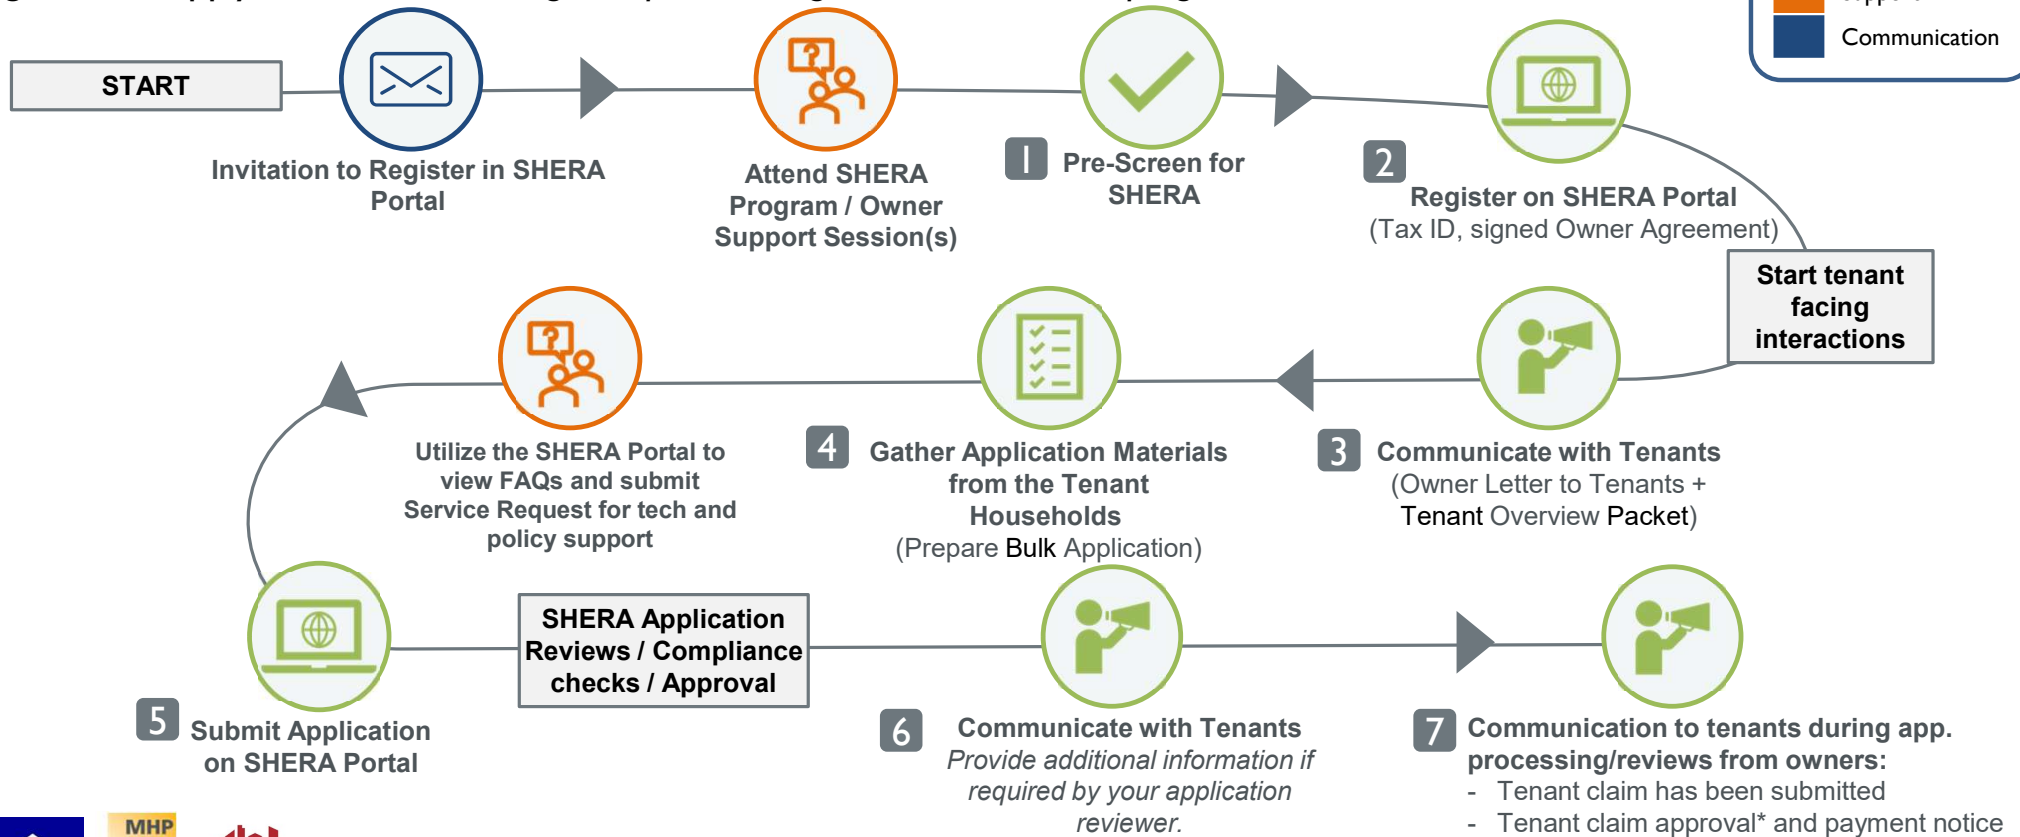 Communication
START
Invitation to Register in SHERA
Portal
Attend SHERA
Program / Owner
Support Session(s)
1
Pre-Screen for
SHERA
2
Register on SHERA Portal
(Tax ID, signed Owner Agreement)
Start tenant
facing
interactions
3
Communicate with Tenants
(Owner Letter to Tenants +
Tenant Overview Packet)
4
Gather Application Materials
from the Tenant
Households
(Prepare Bulk Application)
Utilize the SHERA Portal to
view FAQs and submit
Service Request for tech and
policy support
5
Submit Application
on SHERA Portal
SHERA Application
Reviews / Compliance
checks / Approval
6
Communicate with Tenants
Provide additional information if
required by your application
reviewer.
7
Communication to tenants during app.
processing/reviews from owners:
- Tenant claim has been submitted
- Tenant claim approval* and payment notice
MHP